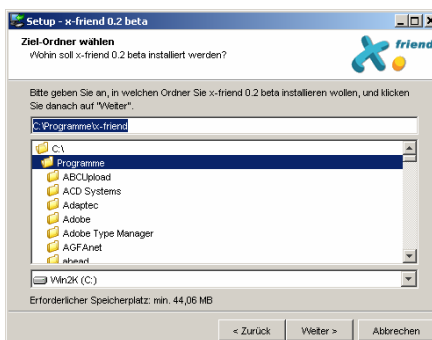 Setup - x-friend 0.2 beta
Ziel-Ordner wählen
Wohin soll x-friend 0.2 beta installiert werden?
friend
Bitte geben Sie an, in welchen Ordner Sie x-friend 0.2 beta installieren wollen, und klicken
Sie danach auf "Weiter".
C:\Programme\x-friend
C:\
Programme
ABCUpload
ACD Systems
Adaptec
Adobe
Adobe Type Manager
AGFAnet
ahead
Win2K (C:)
Erforderlicher Speicherplatz: min. 44,06 MB
< Zurück
Weiter >
Abbrechen